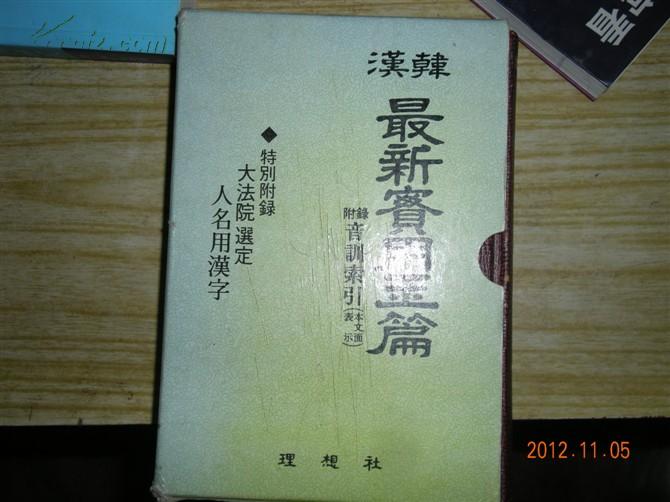 漢韓
最新實用玉篇
附錄
音訓索引(本文面表示)
◆特別附錄
大法院 選定
人名用漢字
理想社
看
2012.11.05